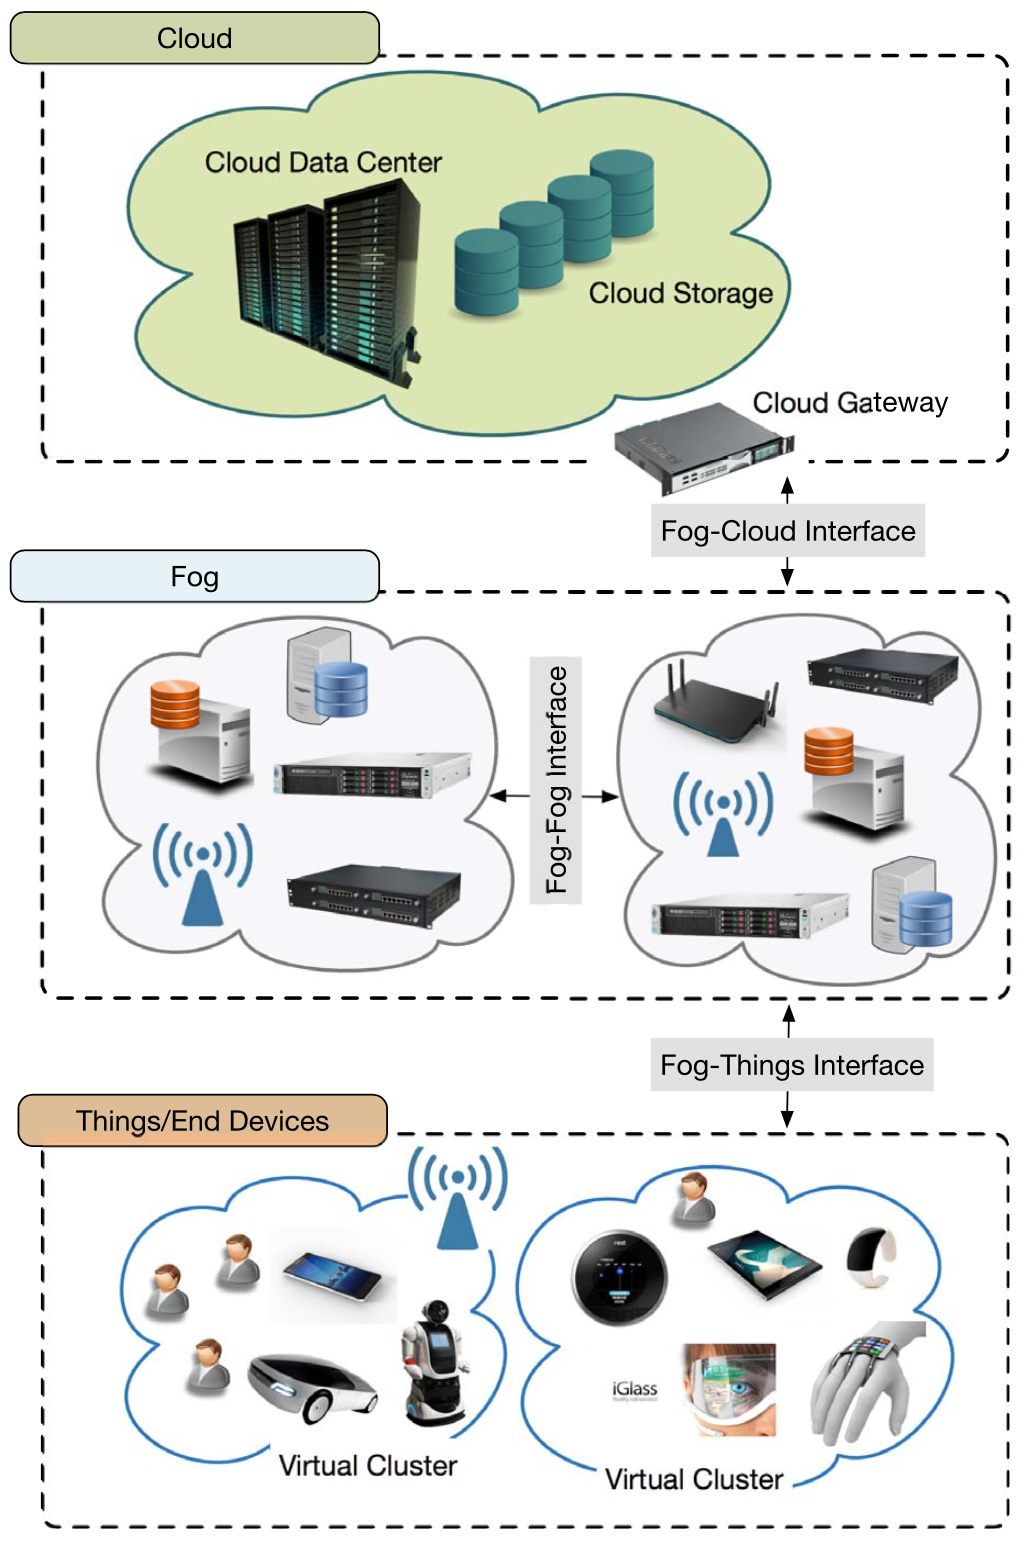 Cloud
Cloud Data Center
Cloud Storage
Cloud Gateway
Fog-Cloud Interface
Fog
Fog-Fog Interface
Fog-Things Interface
Things/End Devices
nest
iGlass
Virtual Cluster
Virtual Cluster